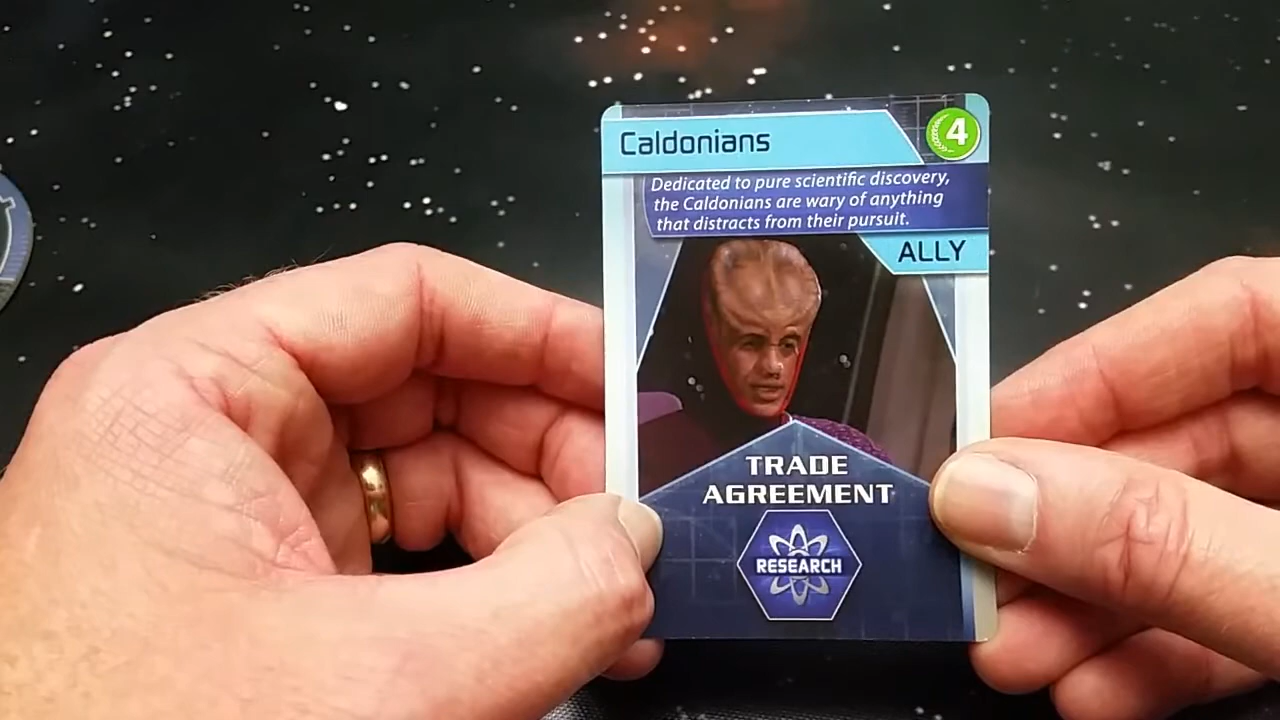 Caldonians
4
Dedicated to pure scientific discovery,
the Caldonians are wary of anything
that distracts from their pursuit.
ALLY
TRADE
AGREEMENT
RESEARCH